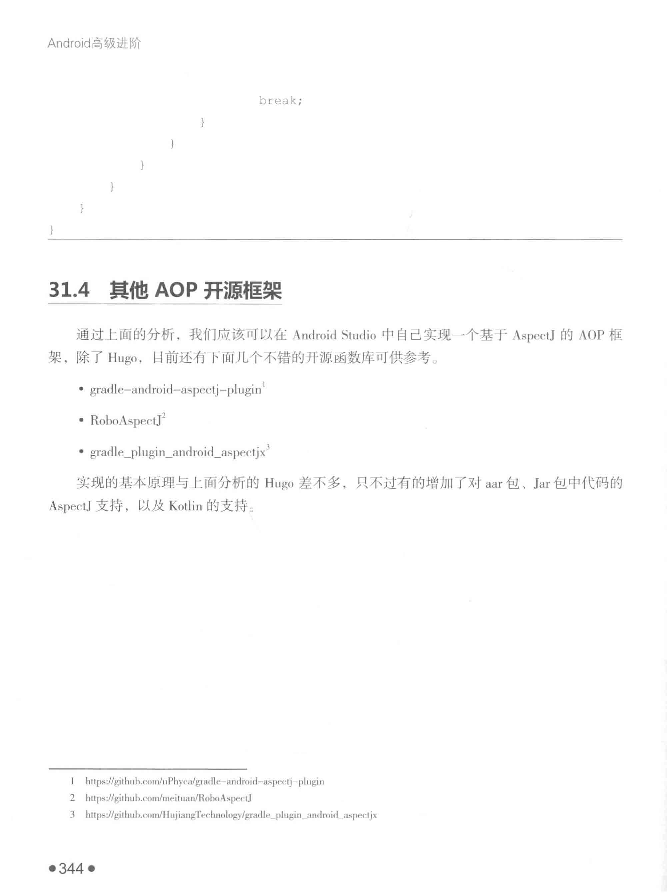 Android高级进阶
break;
}
}
}
}
}
}
31.4 其他 AOP 开源框架
通过上面的分析，我们应该可以在 Android Studio 中自己实现一个基于 AspectJ 的 AOP 框
架，除了 Hugo，目前还有下面几个不错的开源函数库可供参考。
• gradle-android-aspectj-plugin1
• RoboAspectJ2
• gradle_plugin_android_aspectjx3
实现的基本原理与上面分析的 Hugo 差不多，只不过有的增加了对 aar 包、Jar 包中代码的
AspectJ 支持，以及 Kotlin 的支持。
1 https://github.com/uPhyca/gradle-android-aspectj-plugin
2 https://github.com/meituan/RoboAspectJ
3 https://github.com/HujiangTechnology/gradle_plugin_android_aspectjx
●344●